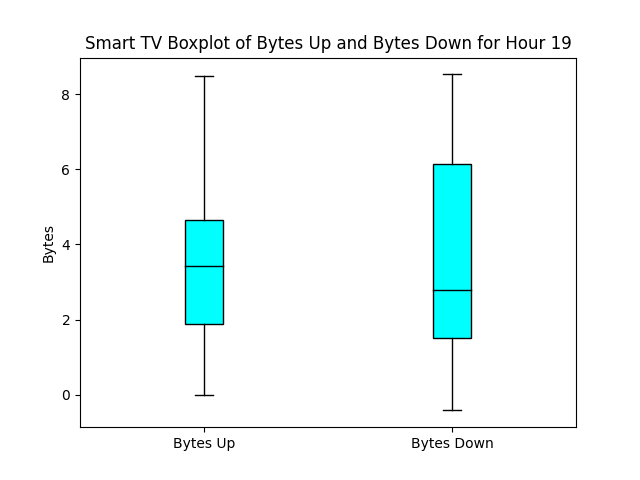 Smart TV Boxplot of Bytes Up and Bytes Down for Hour 19
8
6
4
2
0
Bytes
Bytes Up
Bytes Down